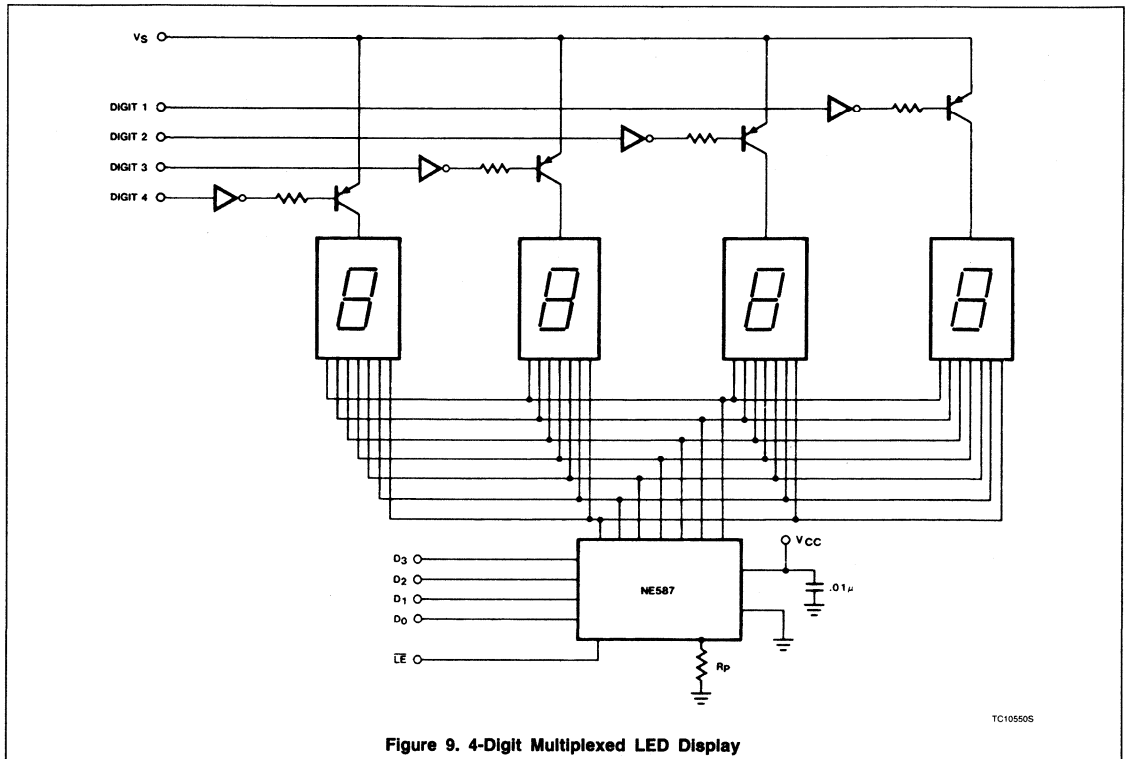 VS
DIGIT 1
DIGIT 2
DIGIT 3
DIGIT 4
VCC
D3
D2
D1
D0
NE587
.01μ
LE
RP
TC10550S
Figure 9. 4-Digit Multiplexed LED Display